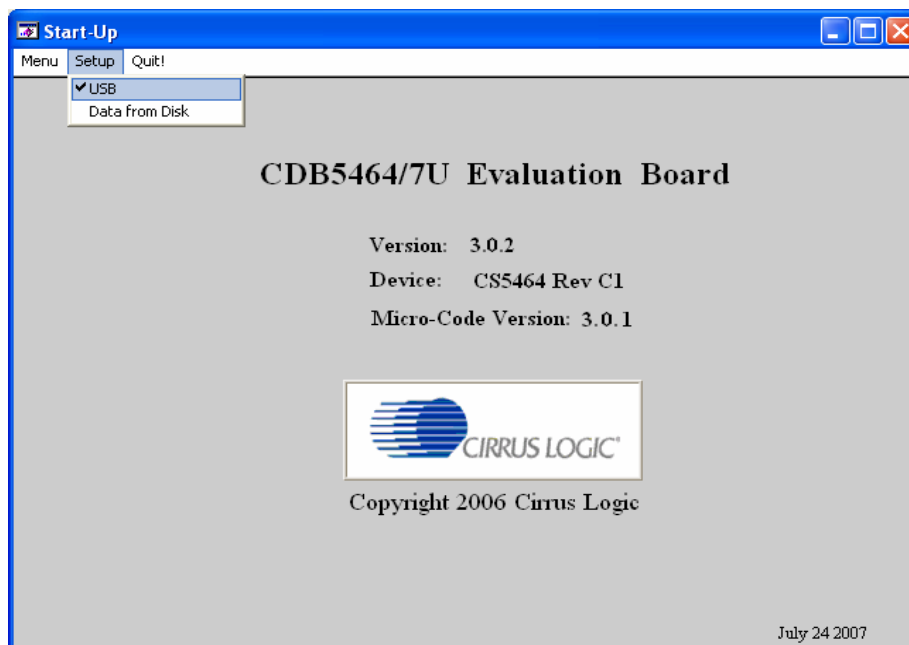 Start-Up
Menu Setup Quit!
USB
Data from Disk
CDB5464/7U Evaluation Board
Version: 3.0.2
Device: CS5464 Rev C1
Micro-Code Version: 3.0.1
CIRRUS LOGIC®
Copyright 2006 Cirrus Logic
July 24 2007